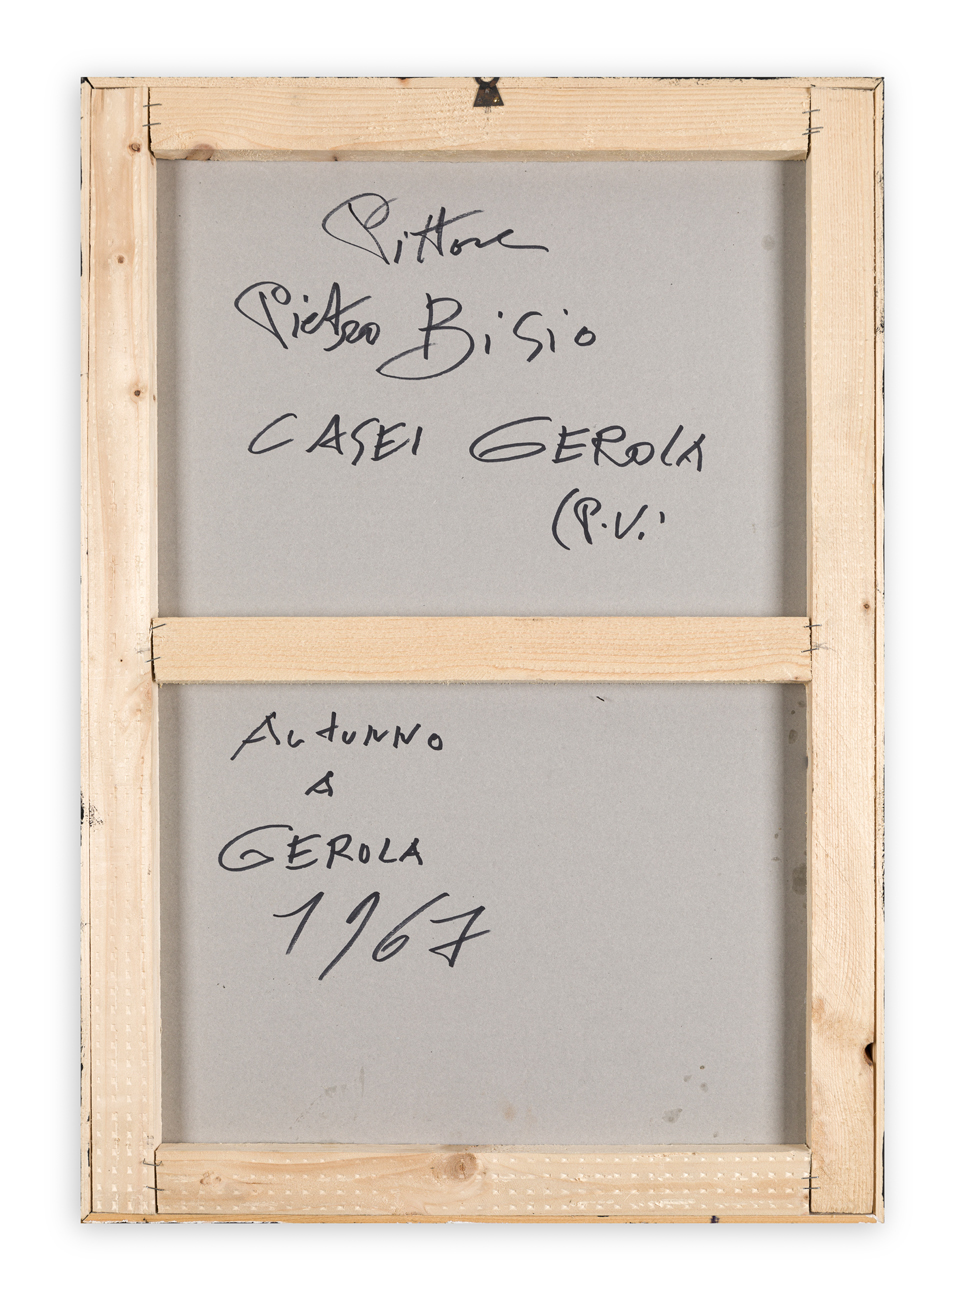 Pittore
Pietro Bisio
CASEI GEROLA
(P.V.)
AUTUNNO
A
GEROLA
1967